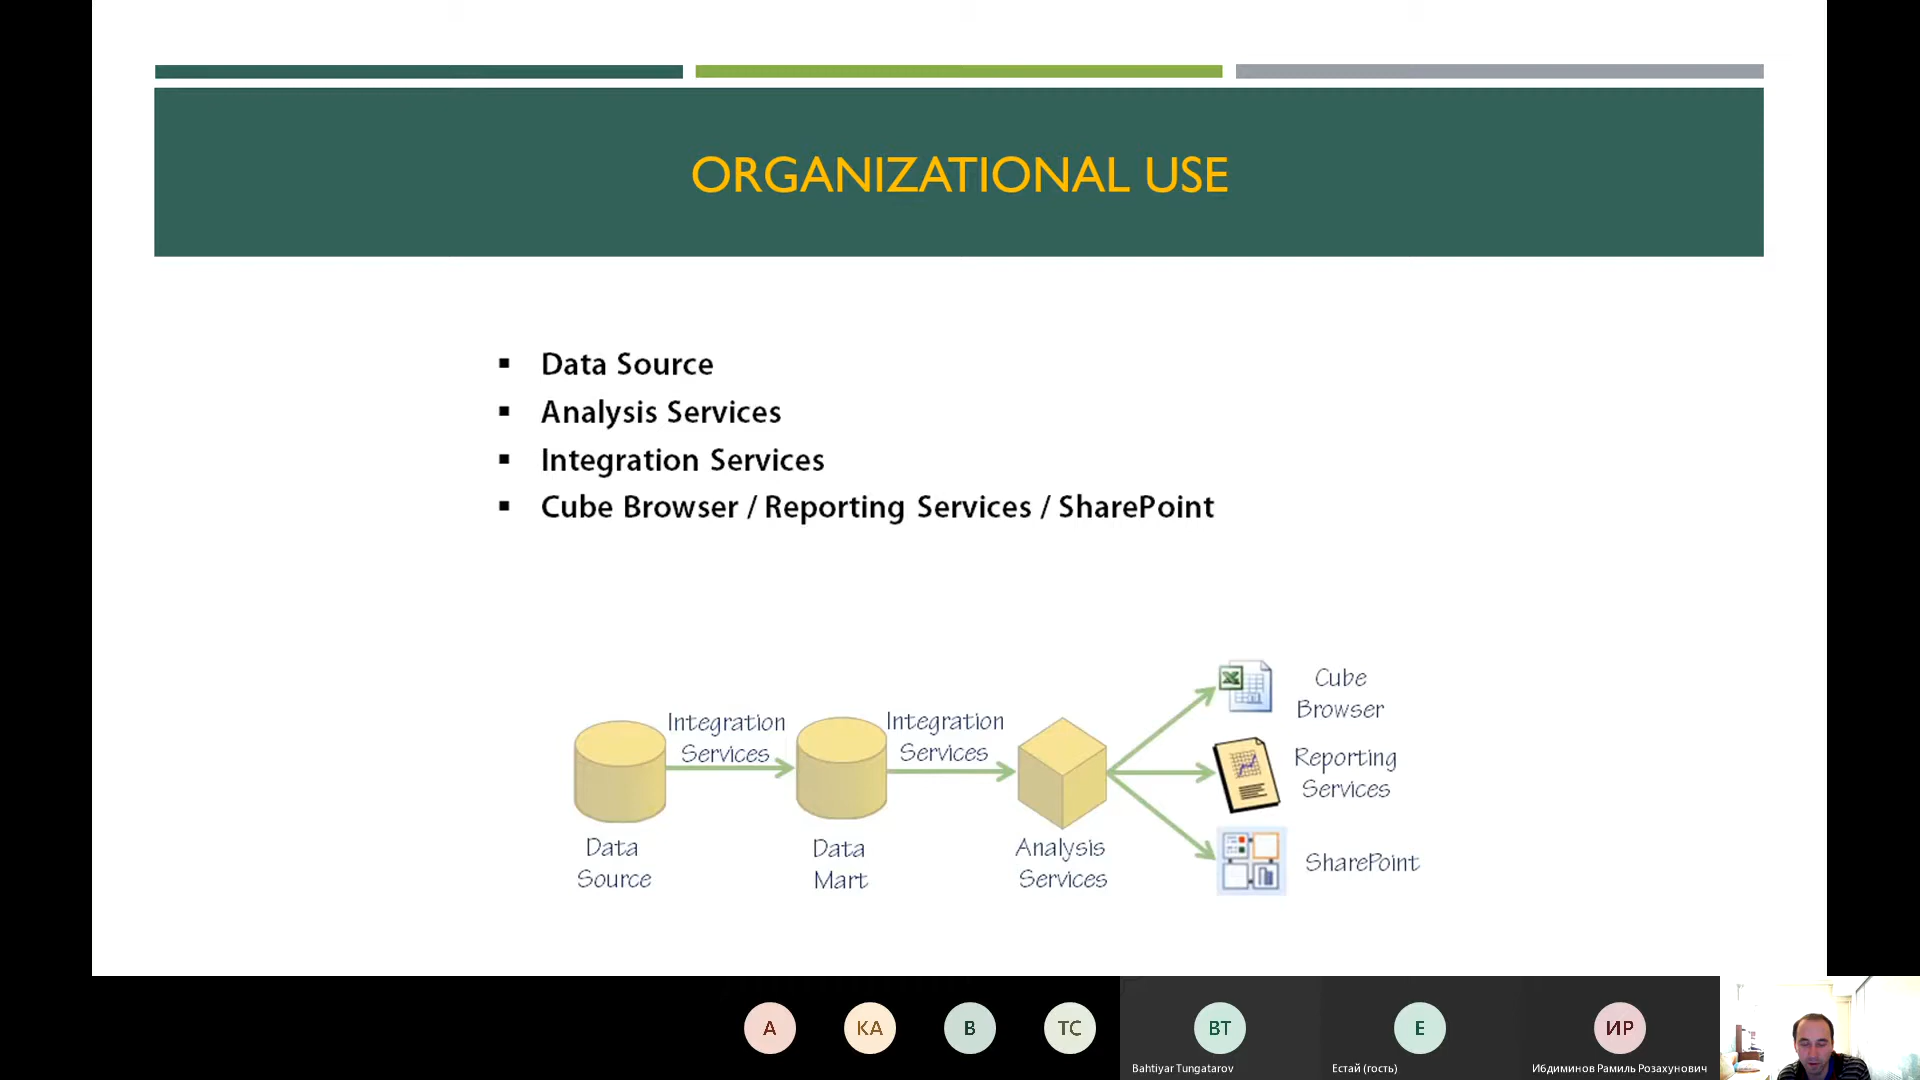 ORGANIZATIONAL USE
▪ Data Source
▪ Analysis Services
▪ Integration Services
▪ Cube Browser / Reporting Services / SharePoint
Integration
Services
Integration
Services
Cube
Browser
Reporting
Services
SharePoint
Data
Source
Data
Mart
Analysis
Services
A
KA
B
TC
BT
E
ИР
Bahtiyar Tungatarov
Естай (гость)
Ибдиминов Рамиль Розахунович